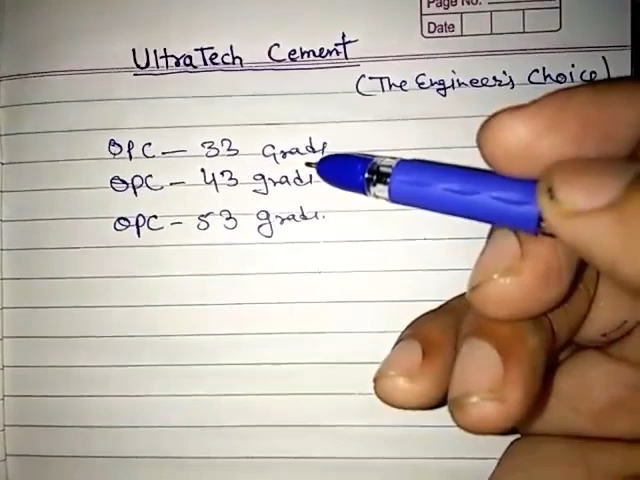 Page No.
Date
UltraTech Cement
(The Engineer's Choice)
OPC – 33 Grade
OPC – 43 grade
OPC – 53 grade.